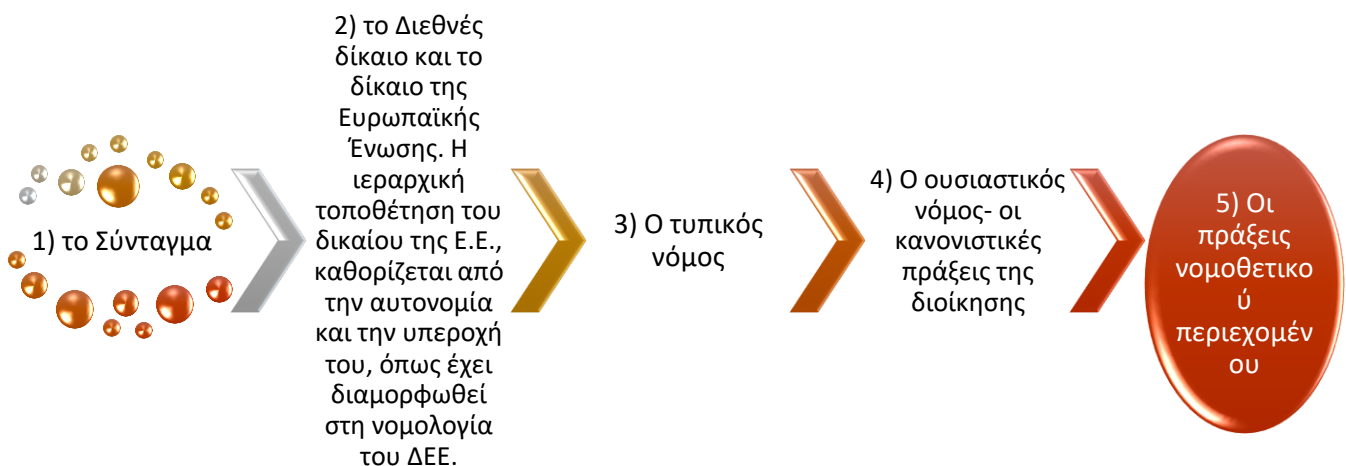 1) το Σύνταγμα
2) το Διεθνές
δίκαιο και το
δίκαιο της
Ευρωπαϊκής
Ένωσης. Η
ιεραρχική
τοποθέτηση του
δικαίου της Ε.Ε.,
καθορίζεται από
την αυτονομία
και την υπεροχή
του, όπως έχει
διαμορφωθεί
στη νομολογία
του ΔΕΕ.
3) Ο τυπικός
νόμος
4) Ο ουσιαστικός
νόμος- οι
κανονιστικές
πράξεις της
διοίκησης
5) Οι
πράξεις
νομοθετικο
ύ
περιεχομέν
ου